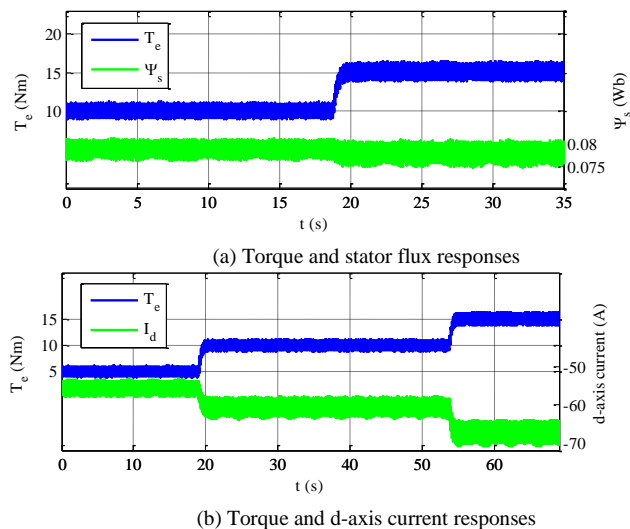 T_e
Ψ_s
20
15
10
T_e (Nm)
0.08
0.075
Ψ_s (Wb)
0 5 10 15 20 25 30 35
t (s)
(a) Torque and stator flux responses
T_e
I_d
15
10
5
T_e (Nm)
-50
-60
-70
d-axis current (A)
0 10 20 30 40 50 60
t (s)
(b) Torque and d-axis current responses